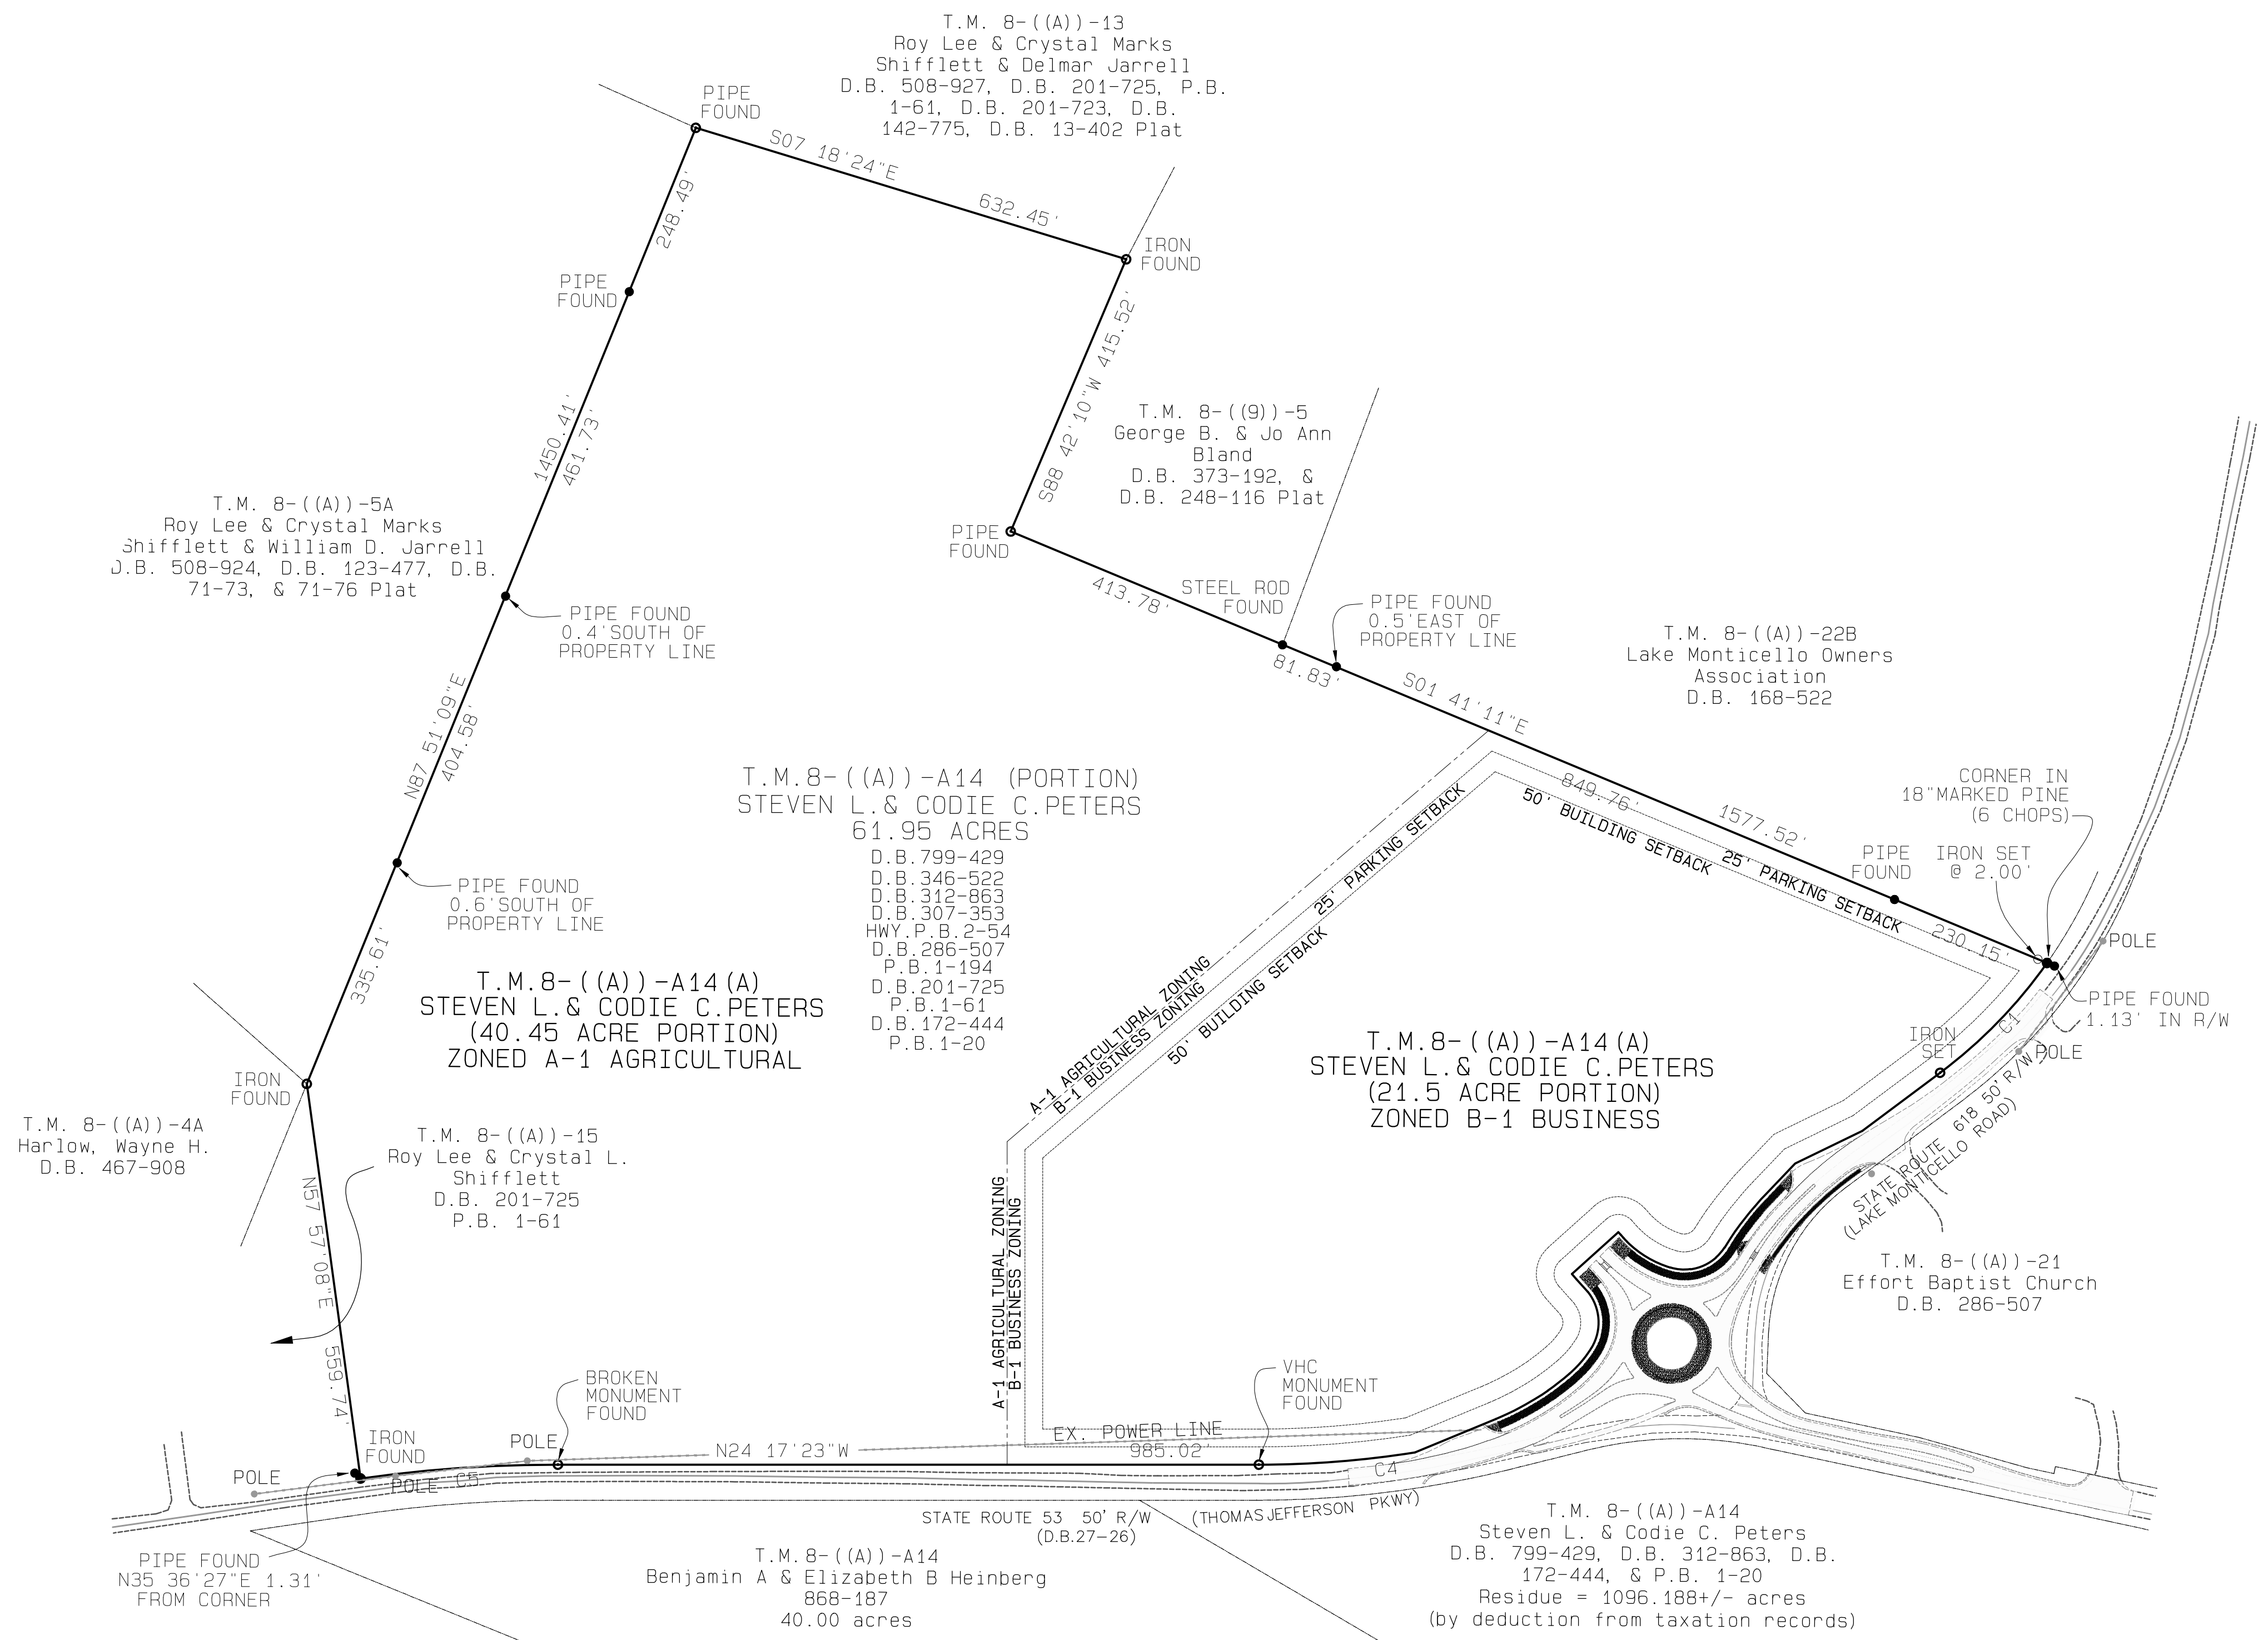 T.M. 8-((A))-13
Roy Lee & Crystal Marks
Shifflett & Delmar Jarrell
D.B. 508-927, D.B. 201-725, P.B.
1-61, D.B. 201-723, D.B.
142-775, D.B. 13-402 Plat
PIPE
FOUND
S07 18'24"E
632.45'
IRON
FOUND
248.49'
PIPE
FOUND
1450.41'
461.73'
S88 42'10"W 415.52'
T.M. 8-((9))-5
George B. & Jo Ann
Bland
D.B. 373-192, &
D.B. 248-116 Plat
PIPE
FOUND
413.78'
STEEL ROD
FOUND
81.83'
PIPE FOUND
0.5'EAST OF
PROPERTY LINE
S01 41'11"E
T.M. 8-((A))-5A
Roy Lee & Crystal Marks
Shifflett & William D. Jarrell
D.B. 508-924, D.B. 123-477, D.B.
71-73, & 71-76 Plat
PIPE FOUND
0.4'SOUTH OF
PROPERTY LINE
T.M. 8-((A))-22B
Lake Monticello Owners
Association
D.B. 168-522
N87 51'09"E
404.58'
T.M.8-((A))-A14 (PORTION)
STEVEN L.& CODIE C.PETERS
61.95 ACRES
D.B.799-429
D.B.346-522
D.B.312-863
D.B.307-353
HWY.P.B.2-54
D.B.286-507
P.B.1-194
D.B.201-725
P.B.1-61
D.B.172-444
P.B.1-20
849.76'
1577.52'
50' BUILDING SETBACK
25' PARKING SETBACK
25' PARKING SETBACK
50' BUILDING SETBACK
A-1 AGRICULTURAL ZONING
B-1 BUSINESS ZONING
CORNER IN
18"MARKED PINE
(6 CHOPS)
PIPE
FOUND
IRON SET
@ 2.00'
230.15'
POLE
PIPE FOUND
1.13' IN R/W
C1
IRON
SET
POLE
PIPE FOUND
0.6'SOUTH OF
PROPERTY LINE
335.61'
T.M.8-((A))-A14(A)
STEVEN L.& CODIE C.PETERS
(40.45 ACRE PORTION)
ZONED A-1 AGRICULTURAL
T.M.8-((A))-A14(A)
STEVEN L.& CODIE C.PETERS
(21.5 ACRE PORTION)
ZONED B-1 BUSINESS
STATE ROUTE 618 50' R/W
(LAKE MONTICELLO ROAD)
IRON
FOUND
T.M. 8-((A))-4A
Harlow, Wayne H.
D.B. 467-908
T.M. 8-((A))-15
Roy Lee & Crystal L.
Shifflett
D.B. 201-725
P.B. 1-61
N57 57'08"E 559.74'
A-1 AGRICULTURAL ZONING
B-1 BUSINESS ZONING
T.M. 8-((A))-21
Effort Baptist Church
D.B. 286-507
BROKEN
MONUMENT
FOUND
VHC
MONUMENT
FOUND
IRON
FOUND
POLE
N24 17'23"W
EX. POWER LINE
985.02'
POLE
POLE
C5
C4
STATE ROUTE 53 50' R/W (THOMAS JEFFERSON PKWY)
(D.B.27-26)
PIPE FOUND
N35 36'27"E 1.31'
FROM CORNER
T.M.8-((A))-A14
Benjamin A & Elizabeth B Heinberg
868-187
40.00 acres
T.M. 8-((A))-A14
Steven L. & Codie C. Peters
D.B. 799-429, D.B. 312-863, D.B.
172-444, & P.B. 1-20
Residue = 1096.188+/- acres
(by deduction from taxation records)